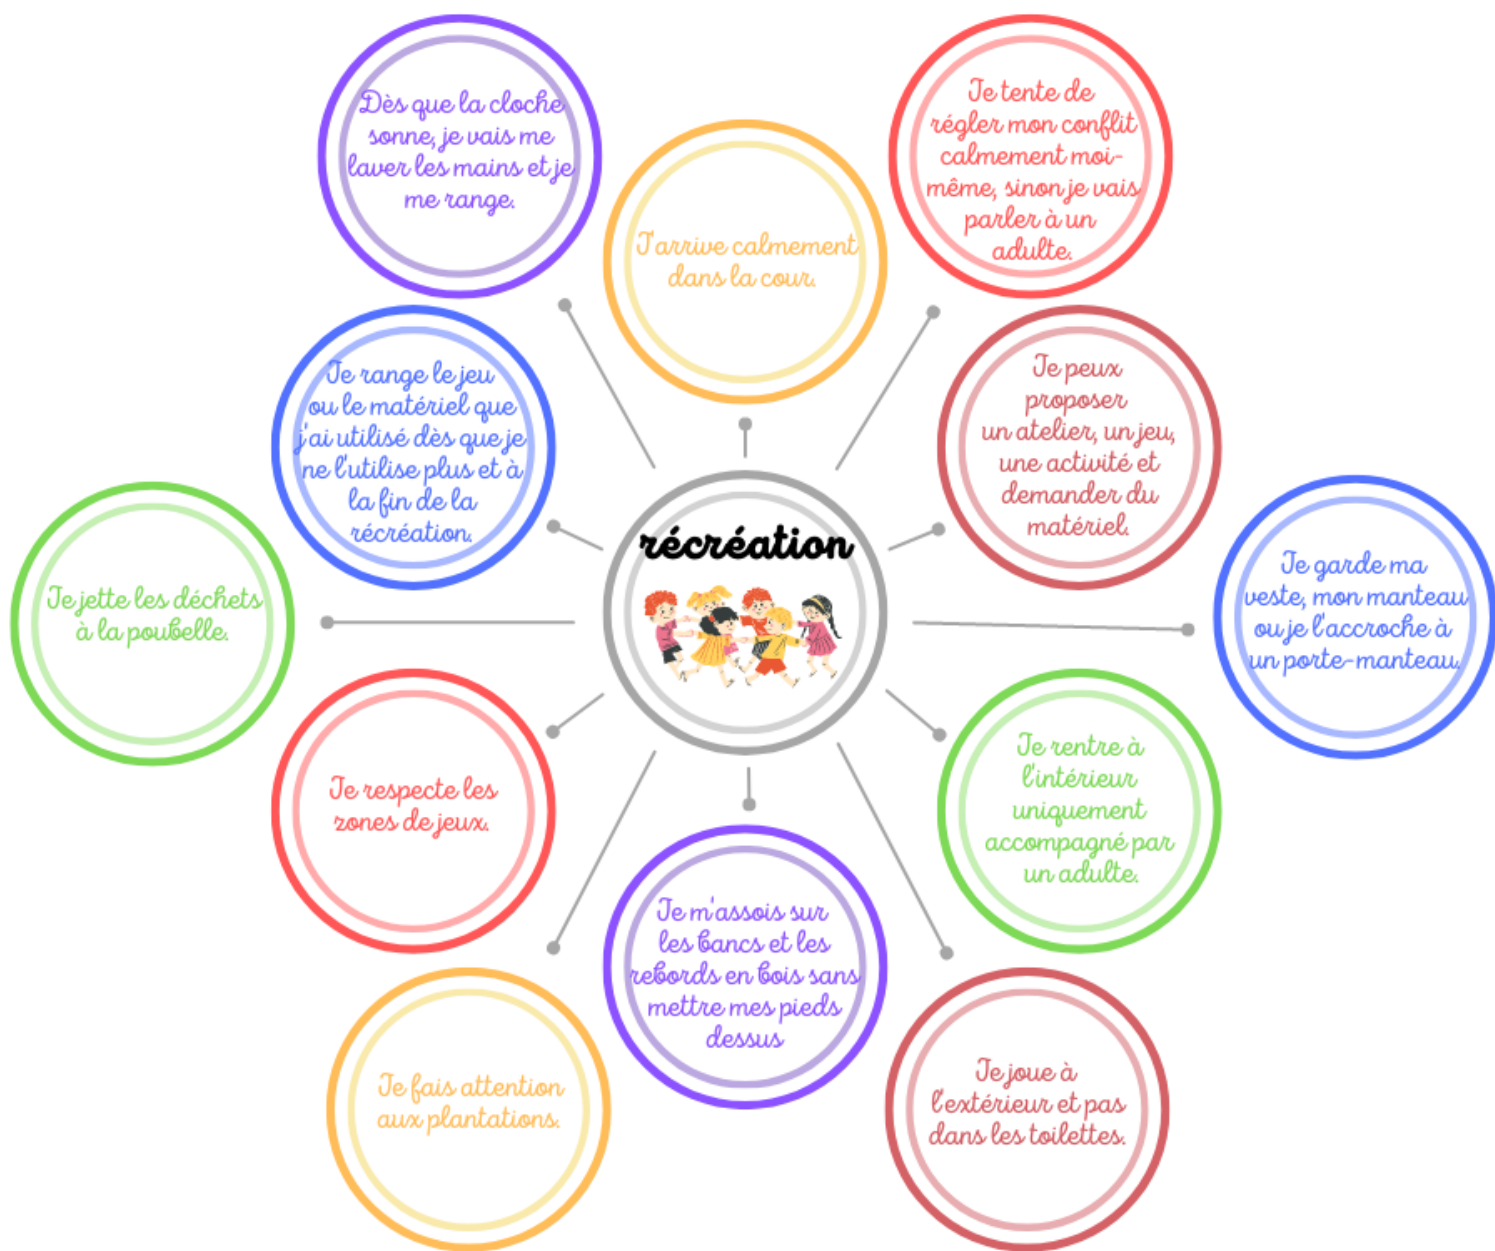 Dès que la cloche
sonne, je vais me
laver les mains et je
me range.
J'arrive calmement
dans la cour.
Je tente de
régler mon conflit
calmement moi-
même, sinon je vais
parler à un
adulte.
Je range le jeu
ou le matériel que
j'ai utilisé dès que je
ne l'utilise plus et à
la fin de la
récréation.
Je peux
proposer
un atelier, un jeu,
une activité et
demander du
matériel.
Je jette les déchets
à la poubelle.
récréation
Je garde ma
veste, mon manteau
ou je l'accroche à
un porte-manteau.
Je respecte les
zones de jeux.
Je rentre à
l'intérieur
uniquement
accompagné par
un adulte.
Je m'assois sur
les bancs et les
rebords en bois sans
mettre mes pieds
dessus
Je fais attention
aux plantations.
Je joue à
l'extérieur et pas
dans les toilettes.